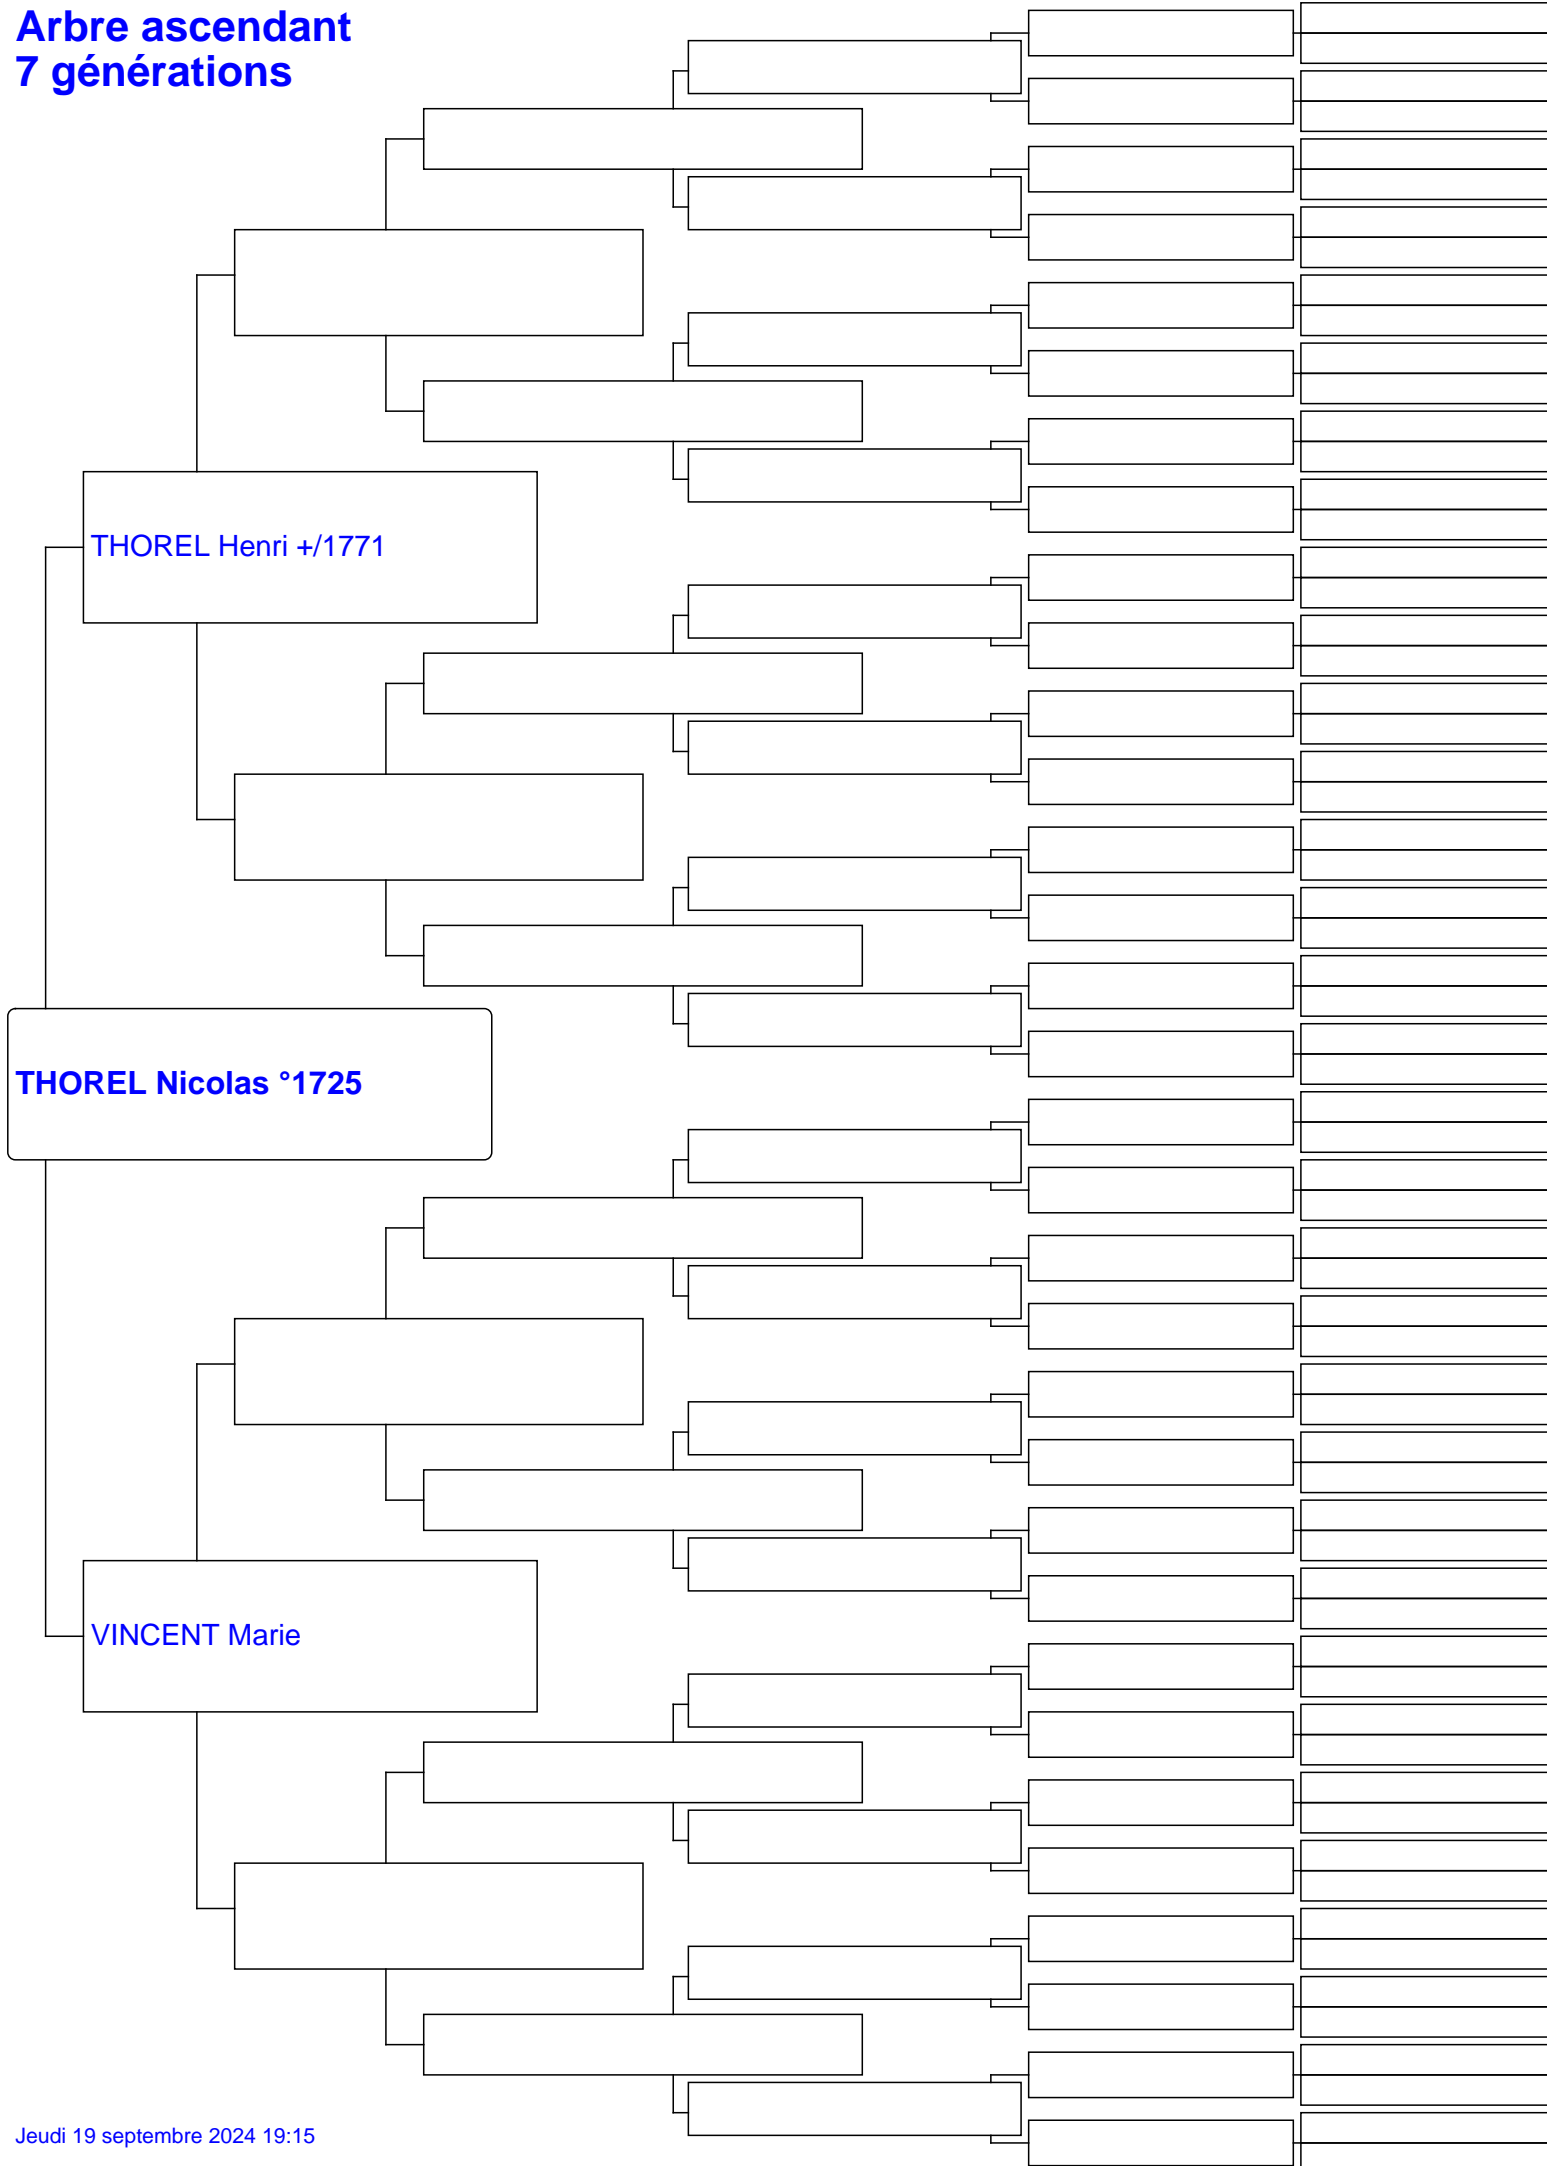 Arbre ascendant
7 générations
THOREL Henri +/1771
THOREL Nicolas °1725
VINCENT Marie
Jeudi 19 septembre 2024 19:15